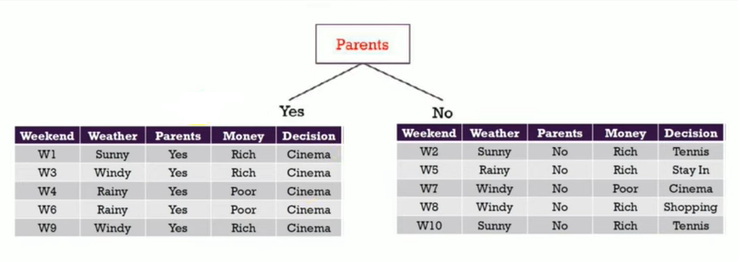 Parents
Yes
No
Weekend Weather Parents Money Decision
W1 Sunny Yes Rich Cinema
W3 Windy Yes Rich Cinema
W4 Rainy Yes Poor Cinema
W6 Rainy Yes Poor Cinema
W9 Windy Yes Rich Cinema
Weekend Weather Parents Money Decision
W2 Sunny No Rich Tennis
W5 Rainy No Rich Stay In
W7 Windy No Poor Cinema
W8 Windy No Rich Shopping
W10 Sunny No Rich Tennis